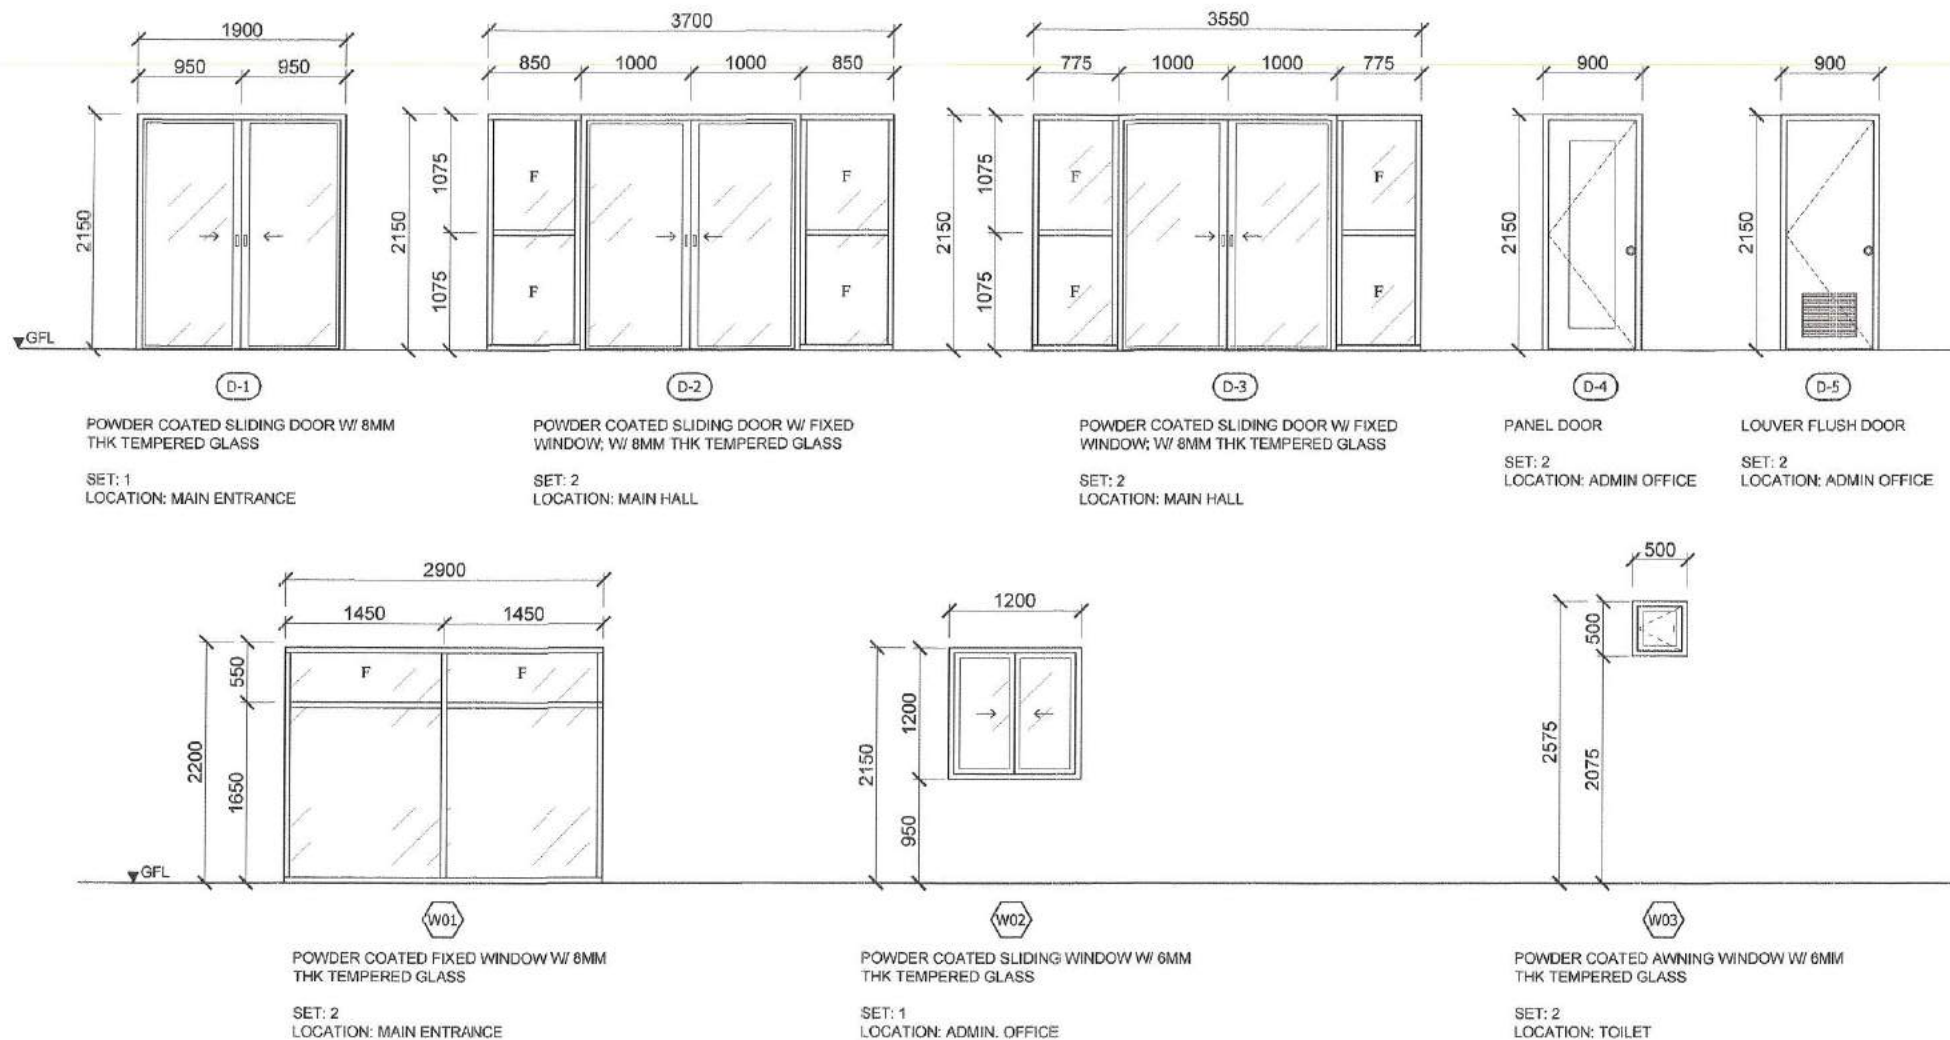 1900
950 950
2150
GFL
D-1
POWDER COATED SLIDING DOOR W/ 8MM
THK TEMPERED GLASS
SET: 1
LOCATION: MAIN ENTRANCE
3700
850 1000 1000 850
2150
1075
1075
F F
F F
D-2
POWDER COATED SLIDING DOOR W/ FIXED
WINDOW; W/ 8MM THK TEMPERED GLASS
SET: 2
LOCATION: MAIN HALL
3550
775 1000 1000 775
2150
1075
1075
F F
F F
D-3
POWDER COATED SLIDING DOOR W/ FIXED
WINDOW; W/ 8MM THK TEMPERED GLASS
SET: 2
LOCATION: MAIN HALL
900
2150
D-4
PANEL DOOR
SET: 2
LOCATION: ADMIN OFFICE
900
2150
D-5
LOUVER FLUSH DOOR
SET: 2
LOCATION: ADMIN OFFICE
2900
1450 1450
550
2200
1650
F F
GFL
W01
POWDER COATED FIXED WINDOW W/ 8MM
THK TEMPERED GLASS
SET: 2
LOCATION: MAIN ENTRANCE
1200
1200
2150
950
W02
POWDER COATED SLIDING WINDOW W/ 6MM
THK TEMPERED GLASS
SET: 1
LOCATION: ADMIN. OFFICE
500
500
2575
2075
W03
POWDER COATED AWNING WINDOW W/ 6MM
THK TEMPERED GLASS
SET: 2
LOCATION: TOILET